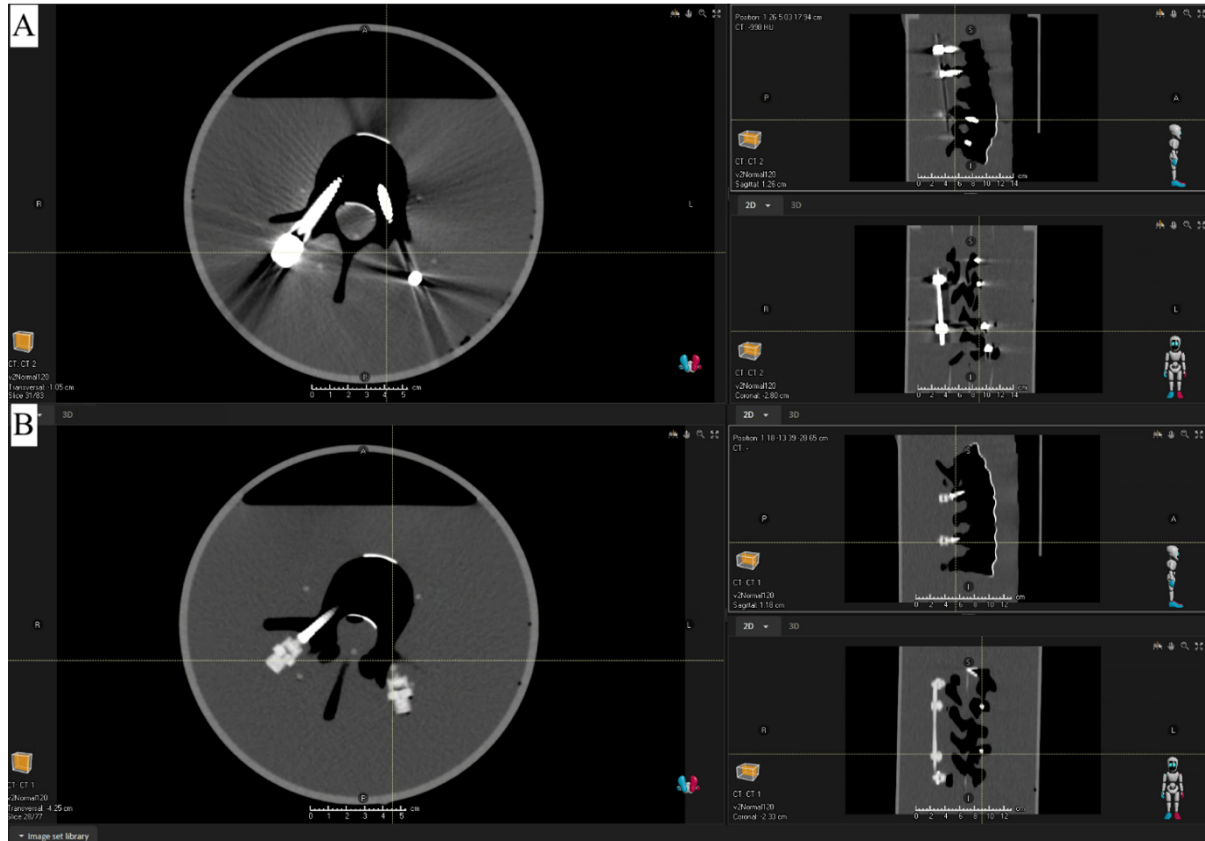 A
A
R
L
P
CT: CT 2
v2Normal120
Transversal: -1.05 cm
Slice 31/83
0 1 2 3 4 5 cm
Position: 1.26 5.03 17.94 cm
CT: -998 HU
S
P
A
I
CT: CT 2
v2Normal120
Sagittal: 1.26 cm
0 2 4 6 8 10 12 14 cm
2D 3D
S
R
L
I
CT: CT 2
v2Normal120
Coronal: -2.80 cm
0 2 4 6 8 10 12 14 cm
B
3D
A
R
L
P
CT: CT 1
v2Normal120
Transversal: -4.25 cm
Slice 28/77
0 1 2 3 4 5 cm
2D 3D
Position: 1.18 -13.39 -28.65 cm
CT: -
S
P
A
I
CT: CT 1
v2Normal120
Sagittal: 1.18 cm
0 2 4 6 8 10 12 14 cm
2D 3D
S
R
L
I
CT: CT 1
v2Normal120
Coronal: -2.33 cm
0 2 4 6 8 10 12 14 cm
Image set library